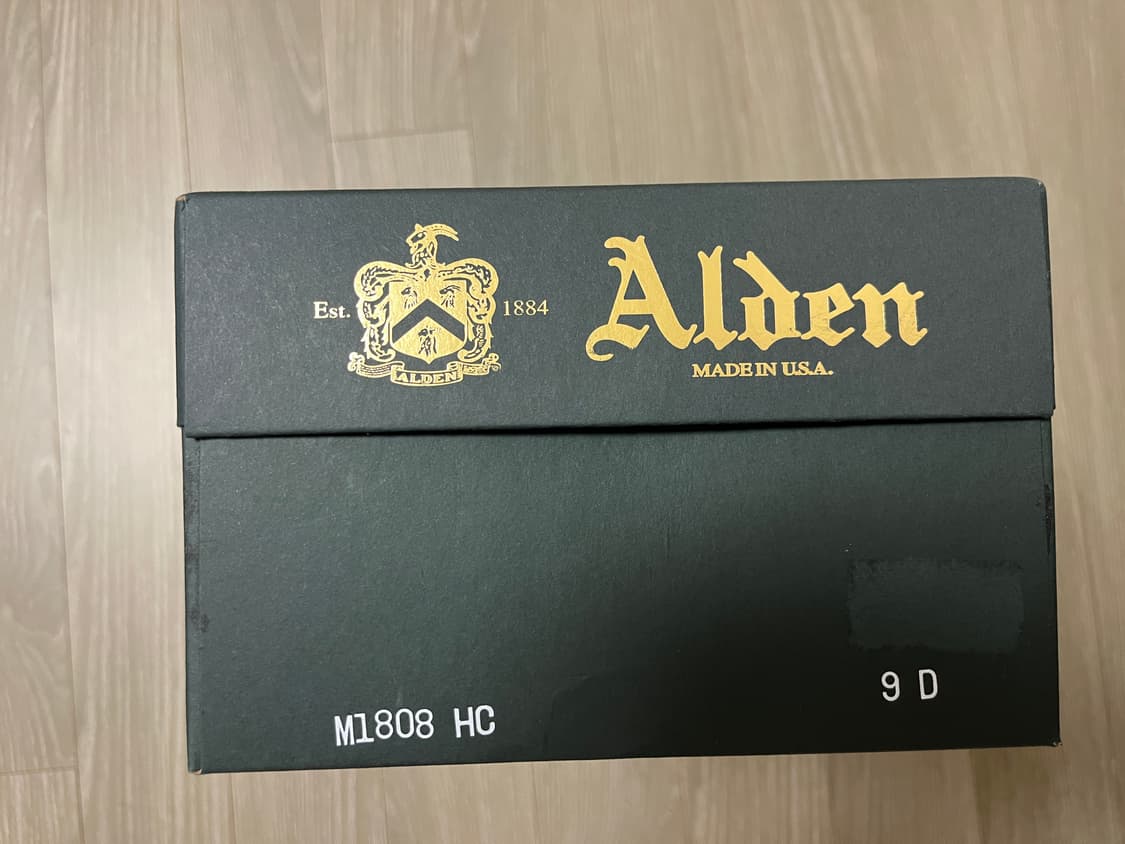 Est. 1884
ALDEN
Alden
MADE IN U.S.A.
9 D
M1808 HC